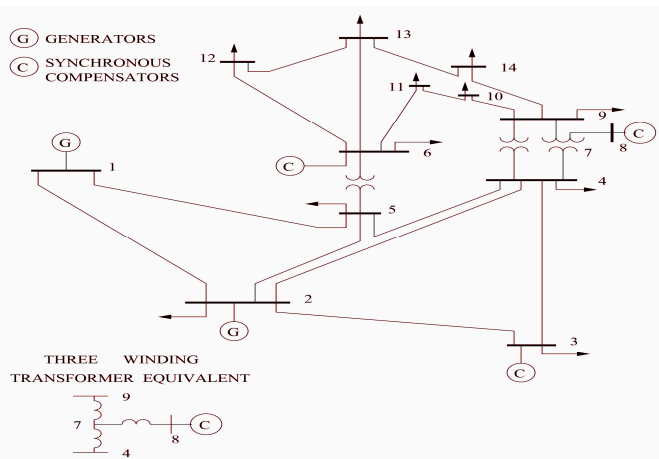 G GENERATORS
C SYNCHRONOUS
COMPENSATORS
13
12
14
11
10
9
G
C
8
7
6
C
1
4
5
2
G
3
C
THREE WINDING
TRANSFORMER EQUIVALENT
9
7
C
8
4